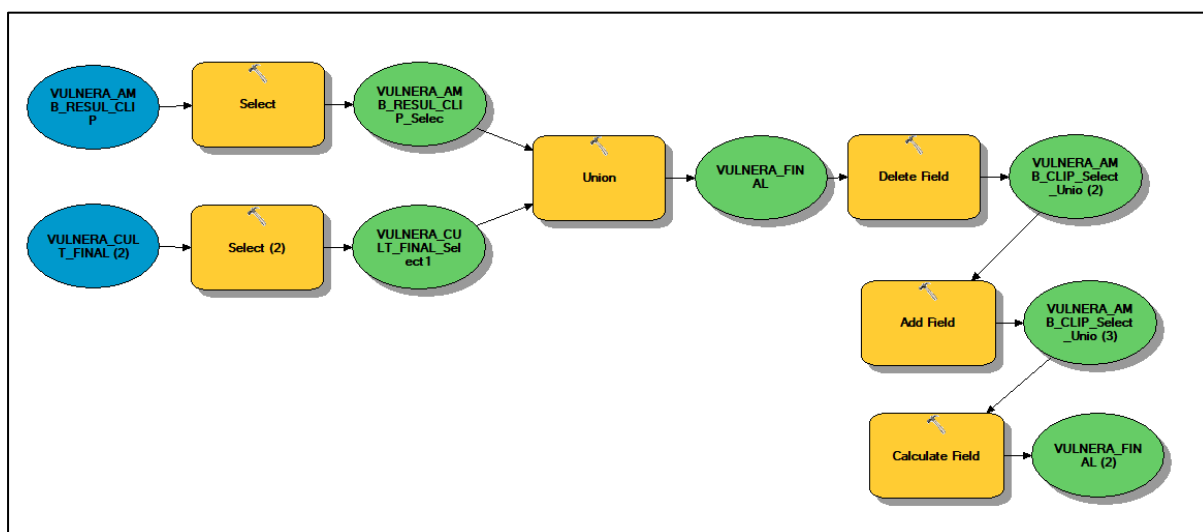 VULNERA_AM
B_RESUL_CLI
P
Select
VULNERA_AM
B_RESUL_CLI
P_Selec
Union
VULNERA_FIN
AL
Delete Field
VULNERA_AM
B_CLIP_Select
_Unio (2)
VULNERA_CUL
T_FINAL (2)
Select (2)
VULNERA_CU
LT_FINAL_Sel
ect1
Add Field
VULNERA_AM
B_CLIP_Select
_Unio (3)
Calculate Field
VULNERA_FIN
AL (2)